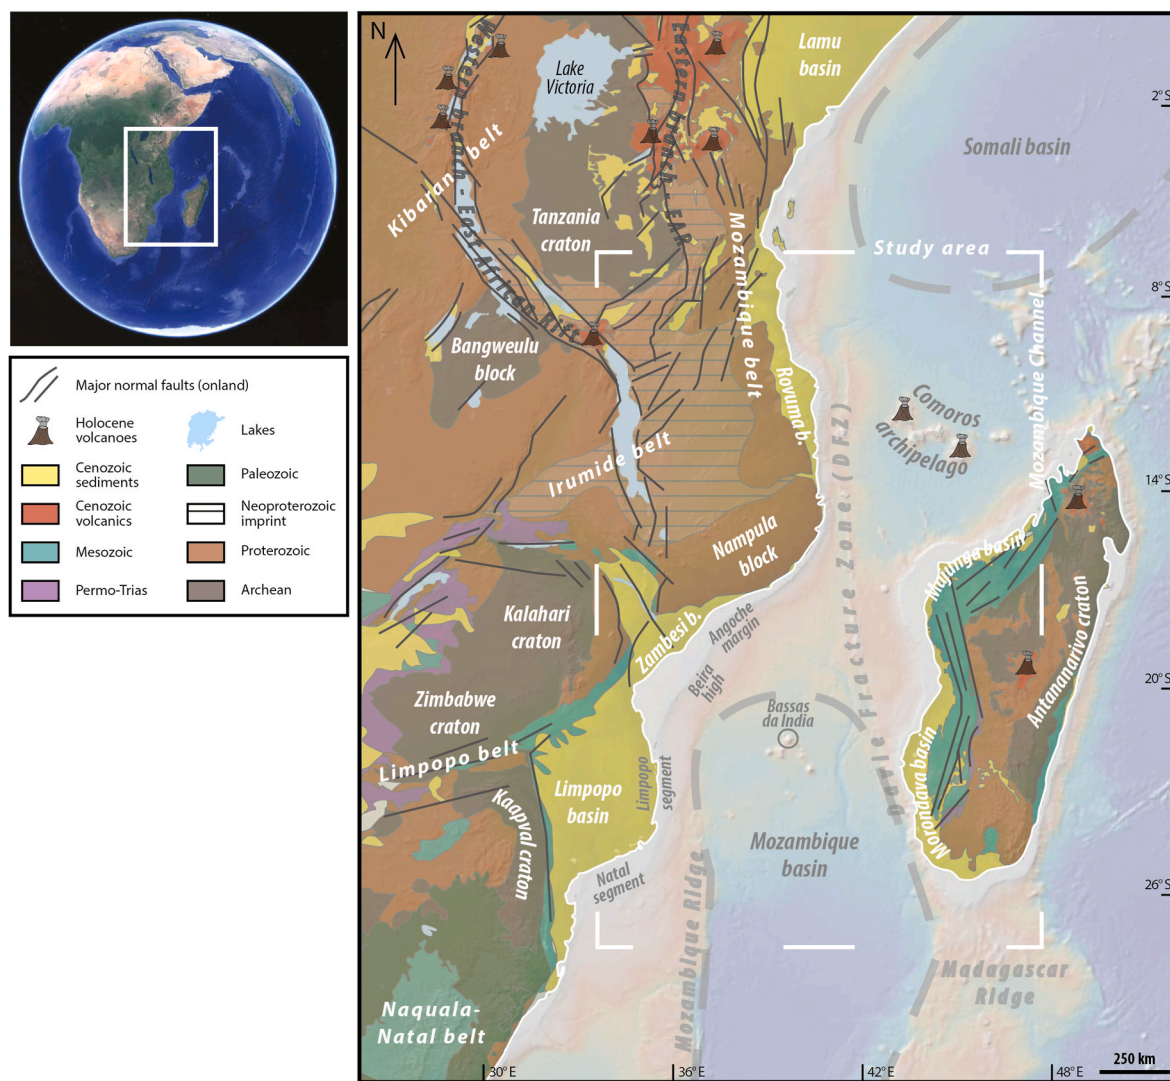 Major normal faults (onland)
Holocene
volcanoes
Lakes
Cenozoic
sediments
Paleozoic
Cenozoic
volcanics
Neoproterozoic
imprint
Mesozoic
Proterozoic
Permo-Trias
Archean
N
Western branch - East African Rift
Eastern branch - EAR
Lake
Victoria
Lamu
basin
2°S
Somali basin
Kibaran belt
Tanzania
craton
Mozambique belt
Study area
8°S
Bangweulu
block
Rovuma b.
Mozambique Channel
Comoros
archipelago
Irumide belt
14°S
Nampula
block
Davie Fracture Zone (DFZ)
Majunga basin
Kalahari
craton
Zambesi b.
Angoche
margin
Beira
high
Antananarivo craton
Zimbabwe
craton
20°S
Bassas
da India
Limpopo belt
Limpopo
basin
Limpopo
segment
Morondava basin
Kaapval craton
Mozambique
basin
Natal
segment
26°S
Mozambique Ridge
Madagascar
Ridge
Naquala-
Natal belt
30°E
36°E
42°E
48°E
250 km